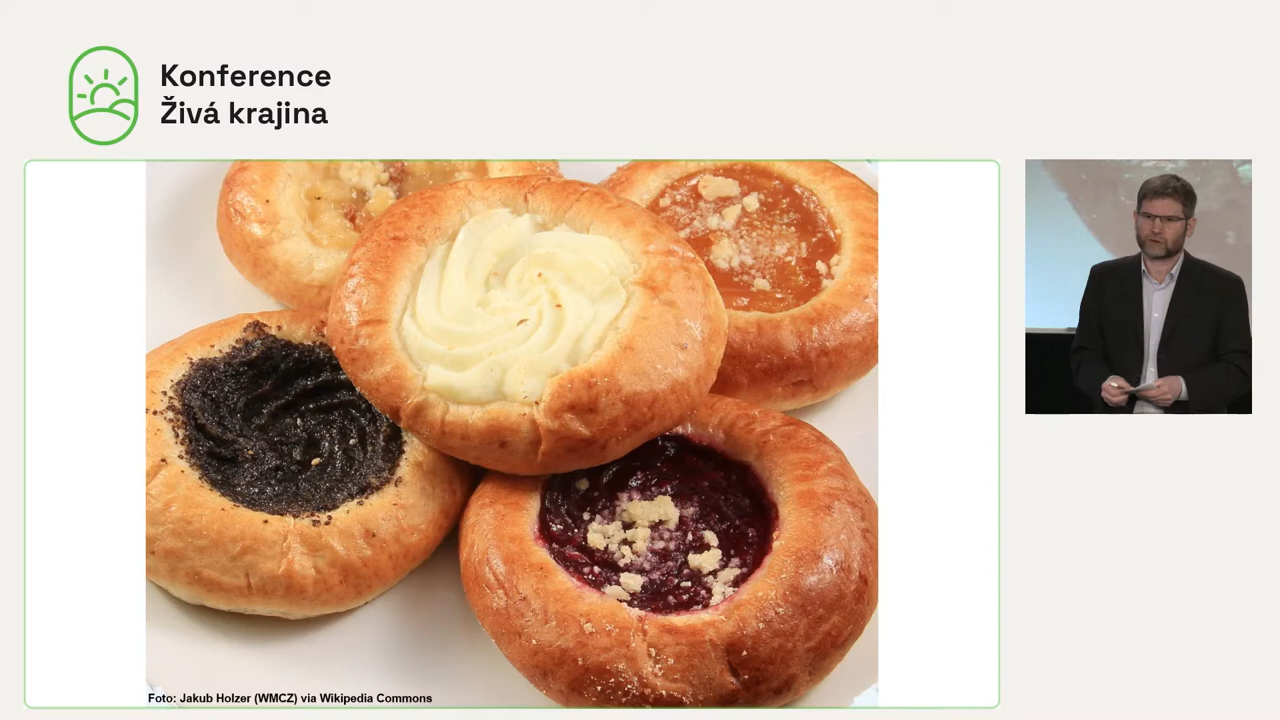 Konference
Živá krajina
Foto: Jakub Holzer (WMCZ) via Wikipedia Commons